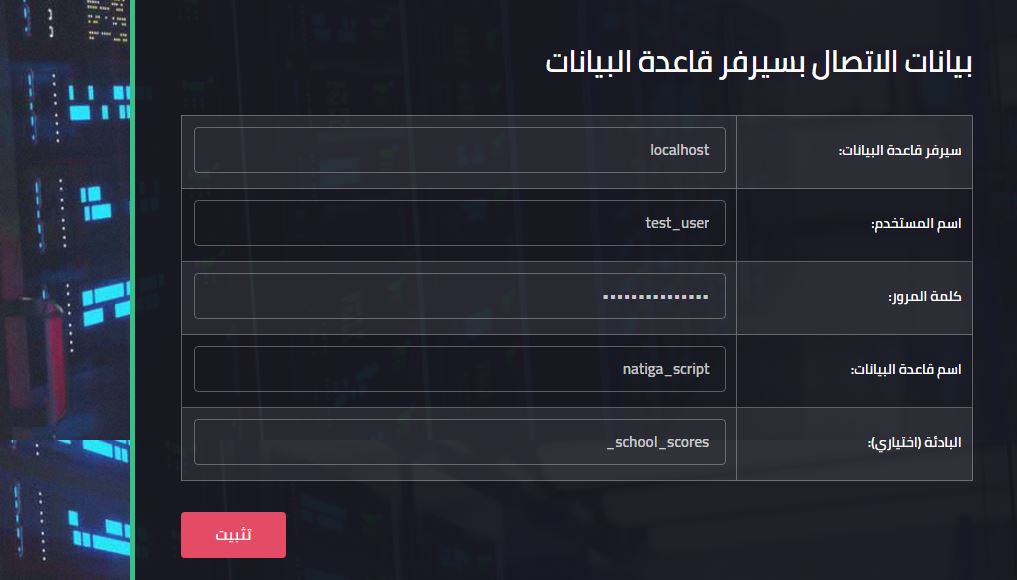 بيانات الاتصال بسيرفر قاعدة البيانات
سيرفر قاعدة البيانات:
localhost
اسم المستخدم:
test_user
كلمة المرور:
▪▪▪▪▪▪▪▪▪▪▪▪▪▪▪
اسم قاعدة البيانات:
natiga_script
البادئة (اختياري):
_school_scores
تثبيت